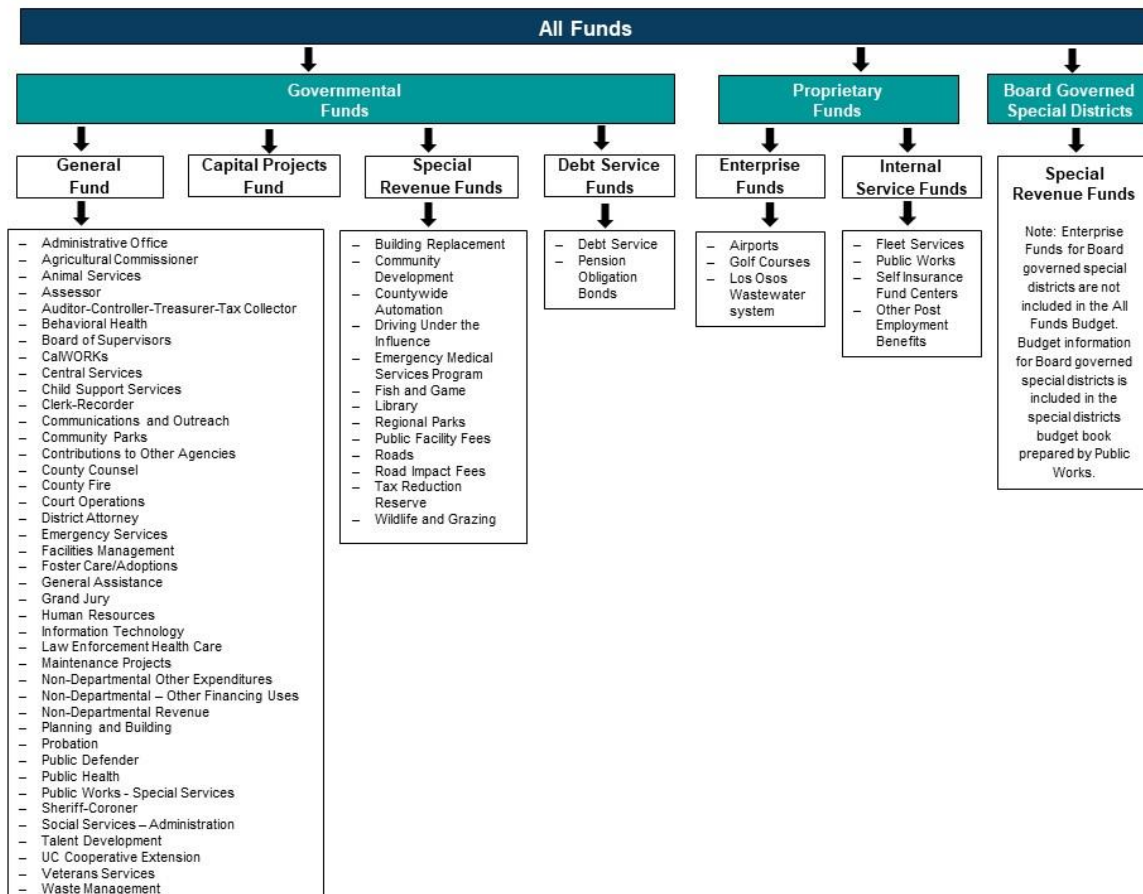 All Funds
Governmental
Funds
Proprietary
Funds
Board Governed
Special Districts
General
Fund
Capital Projects
Fund
Special
Revenue Funds
Debt Service
Funds
Enterprise
Funds
Internal
Service Funds
Special
Revenue Funds
Note: Enterprise
Funds for Board
governed special
districts are not
included in the All
Funds Budget.
Budget information
for Board governed
special districts is
included in the
special districts
budget book
prepared by Public
Works.
– Administrative Office
– Agricultural Commissioner
– Animal Services
– Assessor
– Auditor-Controller-Treasurer-Tax Collector
– Behavioral Health
– Board of Supervisors
– CalWORKs
– Central Services
– Child Support Services
– Clerk-Recorder
– Communications and Outreach
– Community Parks
– Contributions to Other Agencies
– County Counsel
– County Fire
– Court Operations
– District Attorney
– Emergency Services
– Facilities Management
– Foster Care/Adoptions
– General Assistance
– Grand Jury
– Human Resources
– Information Technology
– Law Enforcement Health Care
– Maintenance Projects
– Non-Departmental Other Expenditures
– Non-Departmental – Other Financing Uses
– Non-Departmental Revenue
– Planning and Building
– Probation
– Public Defender
– Public Health
– Public Works - Special Services
– Sheriff-Coroner
– Social Services – Administration
– Talent Development
– UC Cooperative Extension
– Veterans Services
– Waste Management
– Building Replacement
– Community
Development
– Countywide
Automation
– Driving Under the
Influence
– Emergency Medical
Services Program
– Fish and Game
– Library
– Regional Parks
– Public Facility Fees
– Roads
– Road Impact Fees
– Tax Reduction
Reserve
– Wildlife and Grazing
– Debt Service
– Pension
Obligation
Bonds
– Airports
– Golf Courses
– Los Osos
Wastewater
system
– Fleet Services
– Public Works
– Self Insurance
Fund Centers
– Other Post
Employment
Benefits